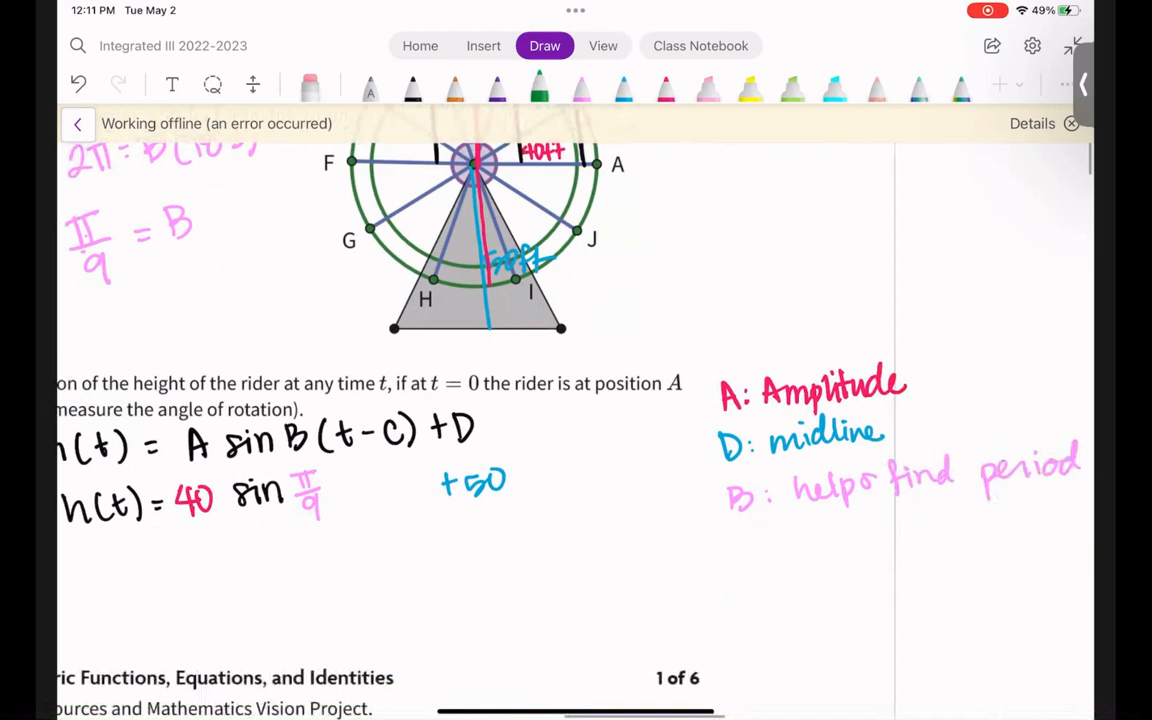 12:11 PM Tue May 2
49%
Integrated III 2022-2023
Home Insert Draw View Class Notebook
T
A
Working offline (an error occurred) Details
2π = B(18)
π/9 = B
F 40ft A
G J
50ft
H I
on of the height of the rider at any time t, if at t = 0 the rider is at position A
measure the angle of rotation).
h(t) = A sin B (t - C) + D
h(t) = 40 sin π/9 +50
A: Amplitude
D: midline
B: helps find period
ric Functions, Equations, and Identities 1 of 6
ources and Mathematics Vision Project.